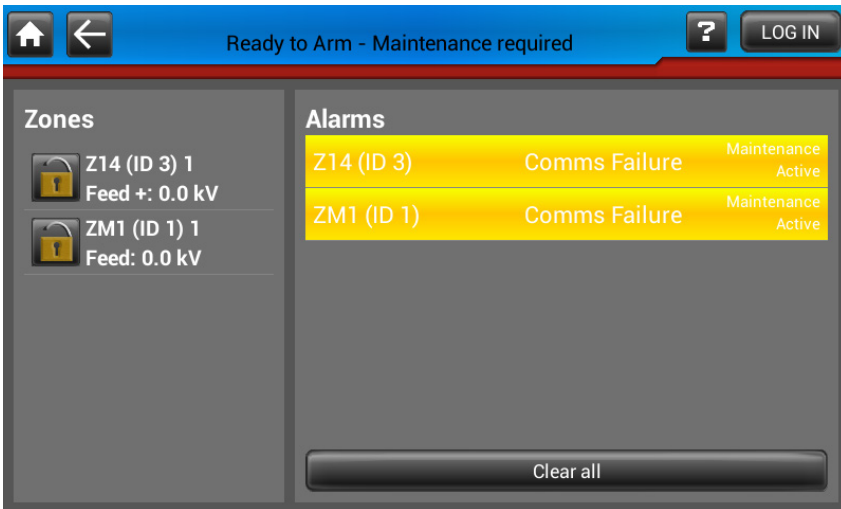 Ready to Arm - Maintenance required
?
LOG IN
Zones
Z14 (ID 3) 1
Feed +: 0.0 kV
ZM1 (ID 1) 1
Feed: 0.0 kV
Alarms
Z14 (ID 3) Comms Failure Maintenance Active
ZM1 (ID 1) Comms Failure Maintenance Active
Clear all